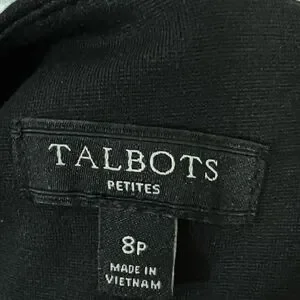 TALBOTS
PETITES
8P
MADE IN
VIETNAM